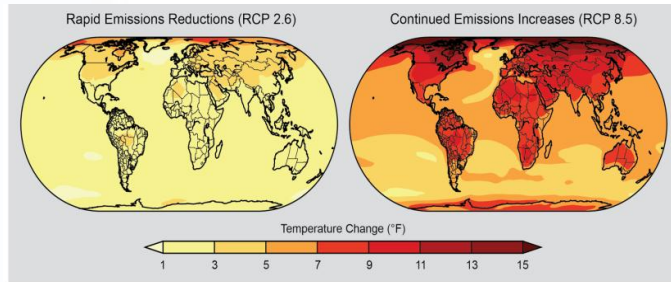 Rapid Emissions Reductions (RCP 2.6)
Continued Emissions Increases (RCP 8.5)
Temperature Change (°F)
1 3 5 7 9 11 13 15